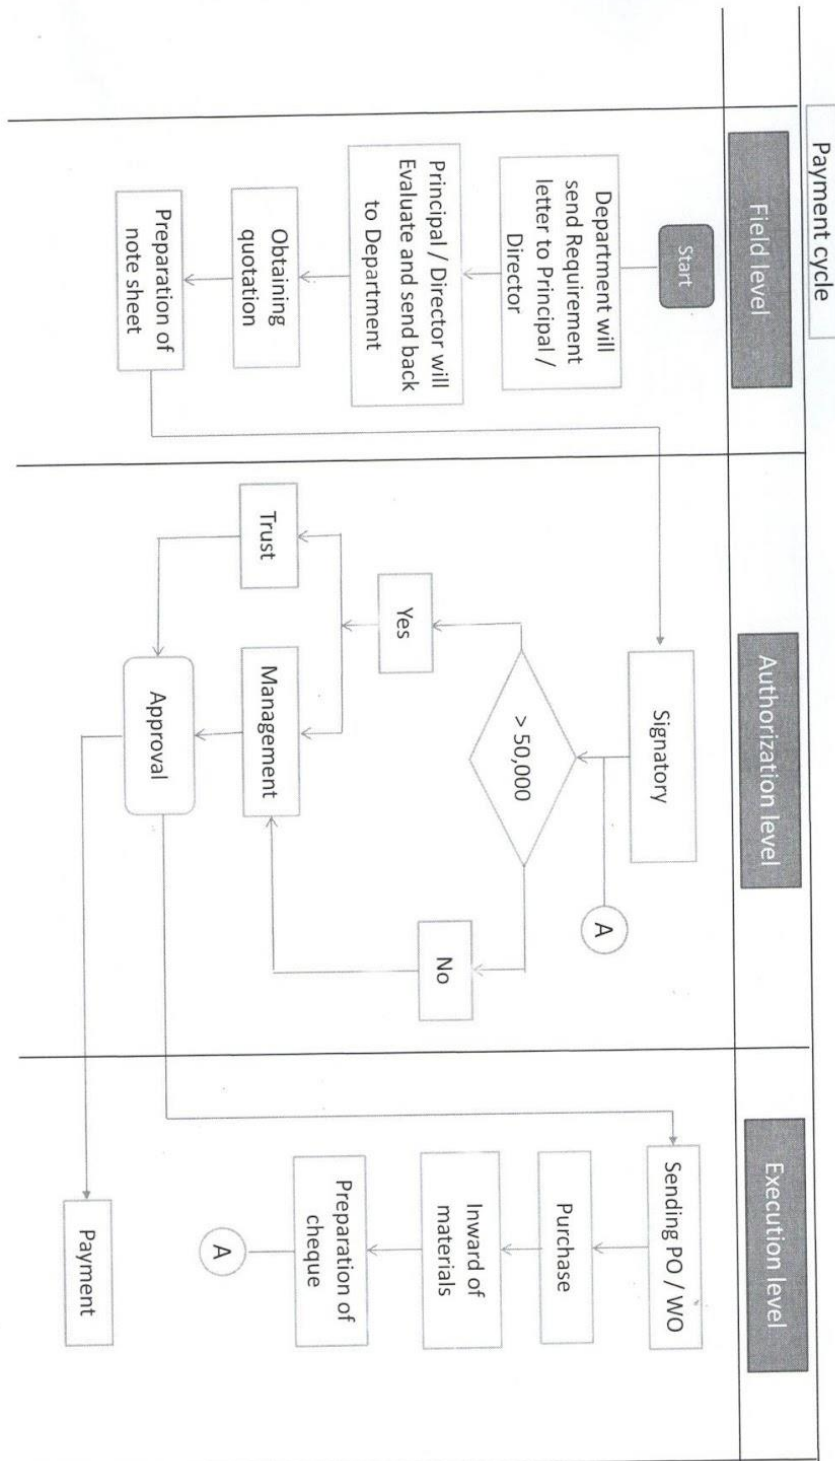 Payment cycle
Field level
Start
Department will
send Requirement
letter to Principal /
Director
Principal / Director will
Evaluate and send back
to Department
Obtaining
quotation
Preparation of
note sheet
Authorization level
Signatory
A
> 50,000
Yes
No
Trust
Management
Approval
Execution level
Sending PO / WO
Purchase
Inward of
materials
Preparation of
cheque
A
Payment